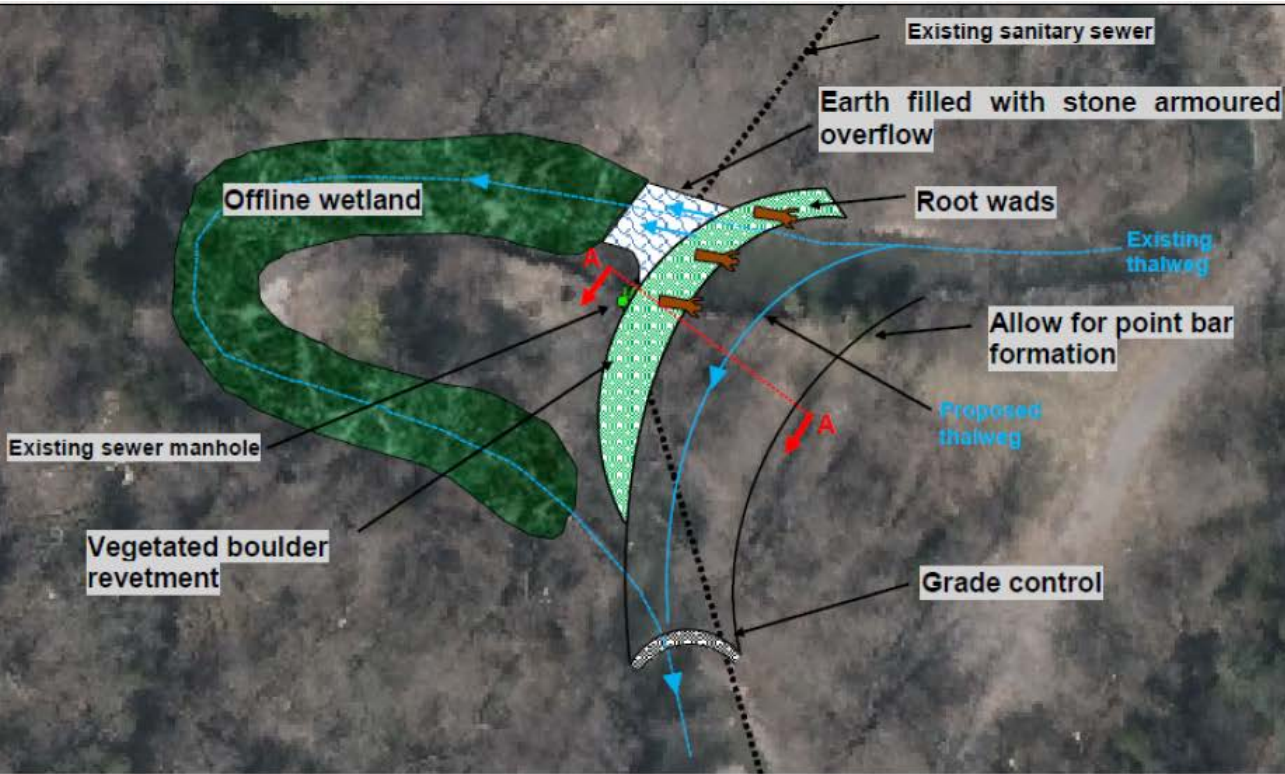 Existing sanitary sewer
Earth filled with stone armoured
overflow
Offline wetland
Root wads
Existing
thalweg
A
Allow for point bar
formation
Proposed
thalweg
A
Existing sewer manhole
Vegetated boulder
revetment
Grade control